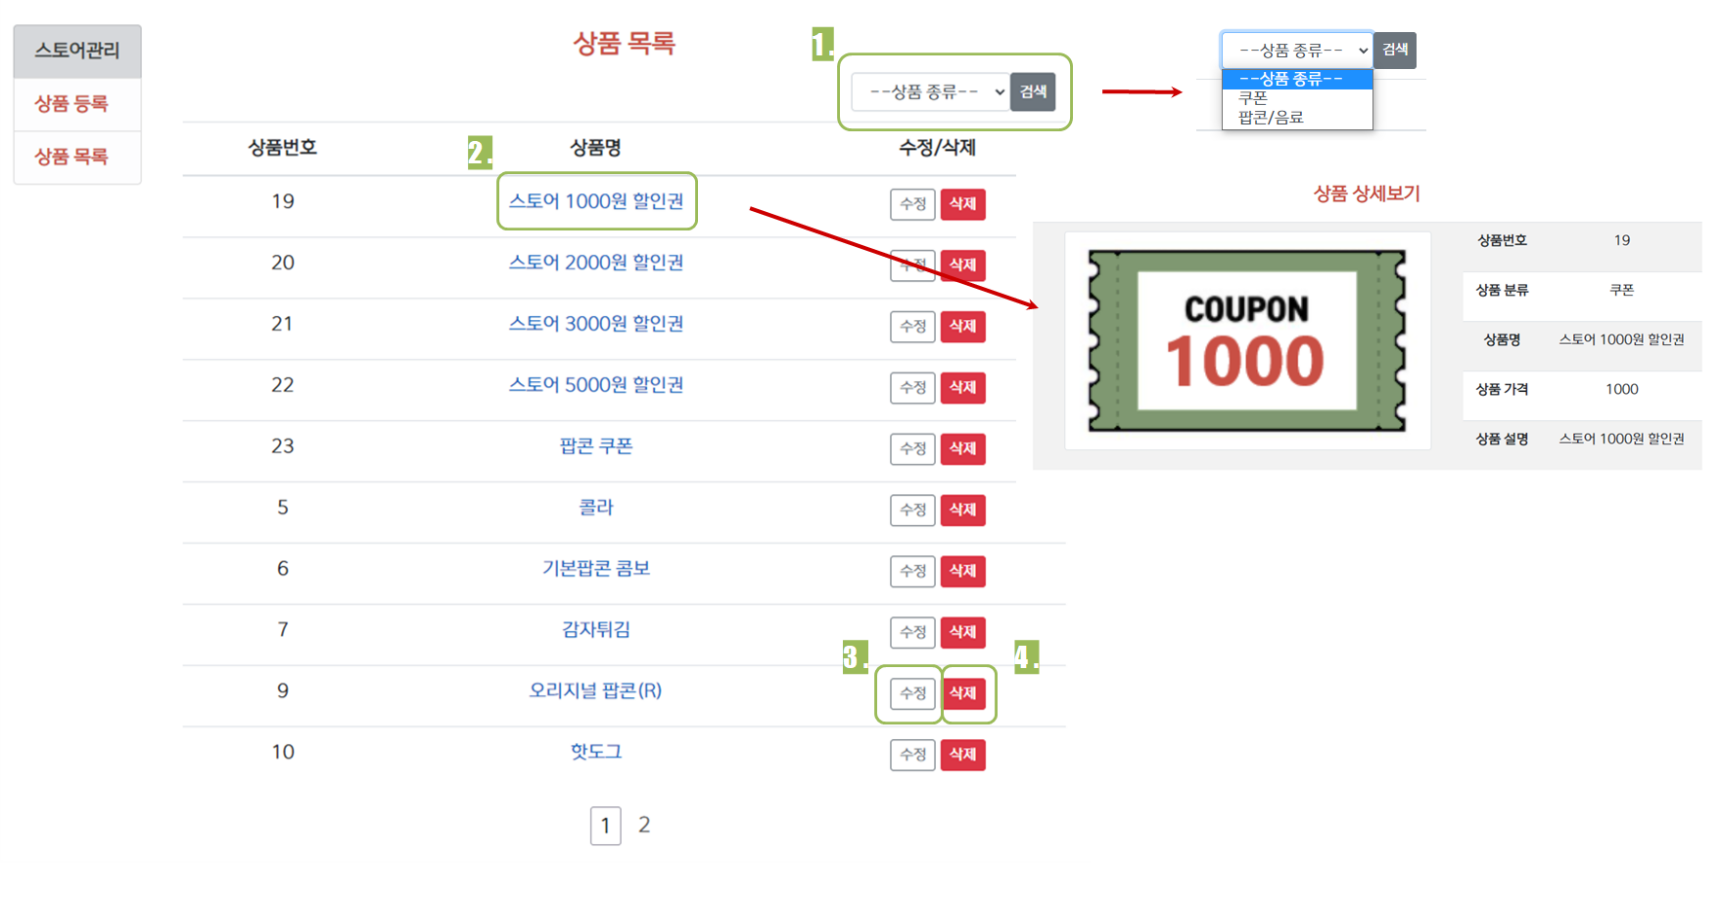 스토어관리
상품 등록
상품 목록
상품 목록
1.
--상품 종류--
검색
--상품 종류--
검색
--상품 종류--
쿠폰
팝콘/음료
상품번호
상품명
수정/삭제
2.
19
스토어 1000원 할인권
수정
삭제
20
스토어 2000원 할인권
수정
삭제
21
스토어 3000원 할인권
수정
삭제
22
스토어 5000원 할인권
수정
삭제
23
팝콘 쿠폰
수정
삭제
5
콜라
수정
삭제
6
기본팝콘 콤보
수정
삭제
7
감자튀김
수정
삭제
3.
4.
9
오리지널 팝콘(R)
수정
삭제
10
핫도그
수정
삭제
1
2
상품 상세보기
COUPON
1000
상품번호
19
상품 분류
쿠폰
상품명
스토어 1000원 할인권
상품 가격
1000
상품 설명
스토어 1000원 할인권